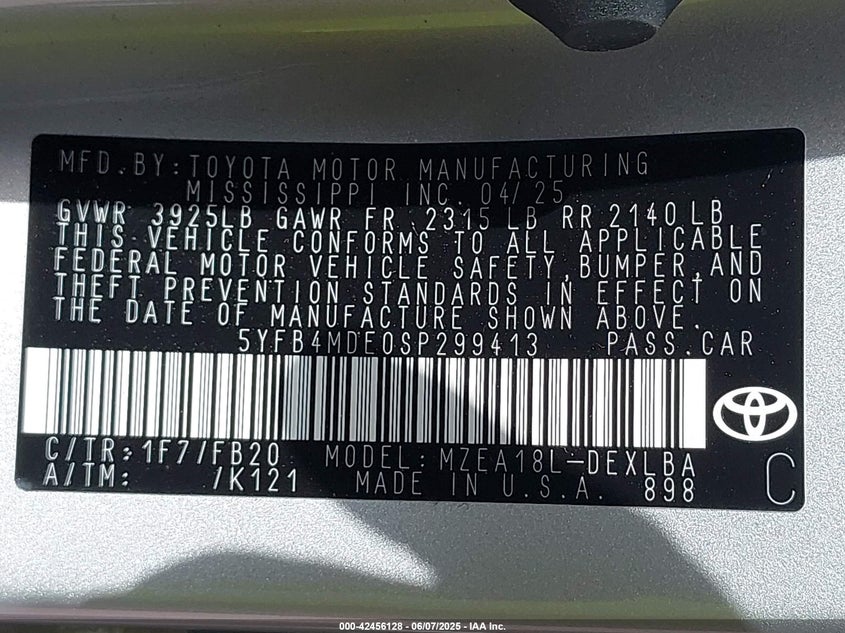 MFD. BY: TOYOTA MOTOR MANUFACTURING
MISSISSIPPI INC. 04/25
GVWR 3925LB GAWR FR. 2315 LB RR 2140 LB
THIS VEHICLE CONFORMS TO ALL APPLICABLE
FEDERAL MOTOR VEHICLE SAFETY, BUMPER, AND
THEFT PREVENTION STANDARDS IN EFFECT ON
THE DATE OF MANUFACTURE SHOWN ABOVE.
5YFB4MDE0SP299413 PASS.CAR
C/TR: 1F7/FB20 MODEL: MZEA18L-DEXLBA
A/TM: /K121 MADE IN U.S.A. 898 C
000-42456128 - 06/07/2025 - IAA Inc.